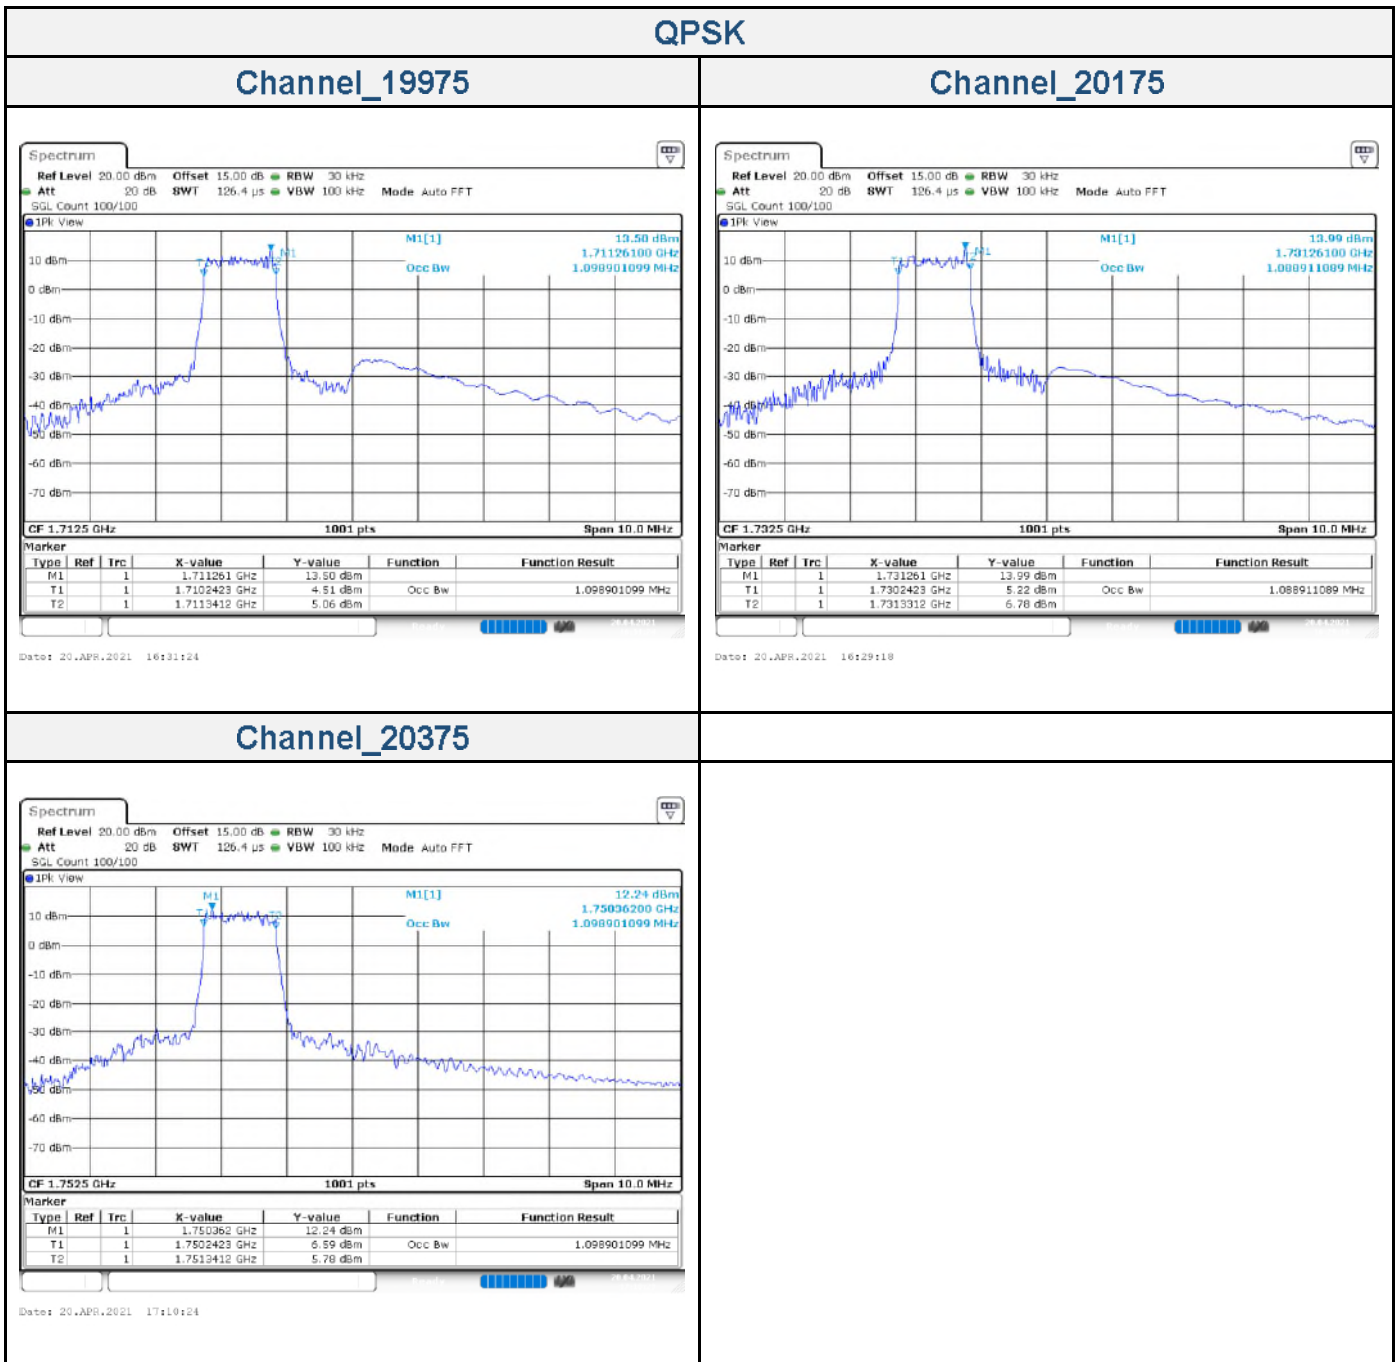 QPSK
Channel_19975
Channel_20175
Spectrum
Ref Level 20.00 dBm Offset 15.00 dB RBW 30 kHz
Att 20 dB SWT 126.4 µs VBW 100 kHz Mode Auto FFT
SGL Count 100/100
1Pk View
M1[1] 13.50 dBm
1.71126100 GHz
Occ Bw 1.098901099 MHz
M1
T1
10 dBm
0 dBm
-10 dBm
-20 dBm
-30 dBm
-40 dBm
-50 dBm
-60 dBm
-70 dBm
CF 1.7125 GHz 1001 pts Span 10.0 MHz
Marker
Type Ref Trc X-value Y-value Function Function Result
M1 1 1.711261 GHz 13.50 dBm
T1 1 1.7102423 GHz 4.51 dBm Occ Bw 1.098901099 MHz
T2 1 1.7113412 GHz 5.06 dBm
Date: 20.APR.2021 16:31:24
Spectrum
Ref Level 20.00 dBm Offset 15.00 dB RBW 30 kHz
Att 20 dB SWT 126.4 µs VBW 100 kHz Mode Auto FFT
SGL Count 100/100
1Pk View
M1[1] 13.99 dBm
1.73126100 GHz
Occ Bw 1.088911089 MHz
M1
T1
10 dBm
0 dBm
-10 dBm
-20 dBm
-30 dBm
-40 dBm
-50 dBm
-60 dBm
-70 dBm
CF 1.7325 GHz 1001 pts Span 10.0 MHz
Marker
Type Ref Trc X-value Y-value Function Function Result
M1 1 1.731261 GHz 13.99 dBm
T1 1 1.7302423 GHz 5.22 dBm Occ Bw 1.088911089 MHz
T2 1 1.7313312 GHz 6.78 dBm
Date: 20.APR.2021 16:29:18
Channel_20375
Spectrum
Ref Level 20.00 dBm Offset 15.00 dB RBW 30 kHz
Att 20 dB SWT 126.4 µs VBW 100 kHz Mode Auto FFT
SGL Count 100/100
1Pk View
M1[1] 12.24 dBm
1.75036200 GHz
Occ Bw 1.098901099 MHz
M1
T1
T2
10 dBm
0 dBm
-10 dBm
-20 dBm
-30 dBm
-40 dBm
-50 dBm
-60 dBm
-70 dBm
CF 1.7525 GHz 1001 pts Span 10.0 MHz
Marker
Type Ref Trc X-value Y-value Function Function Result
M1 1 1.750362 GHz 12.24 dBm
T1 1 1.7502423 GHz 6.59 dBm Occ Bw 1.098901099 MHz
T2 1 1.7513412 GHz 5.78 dBm
Date: 20.APR.2021 17:10:24